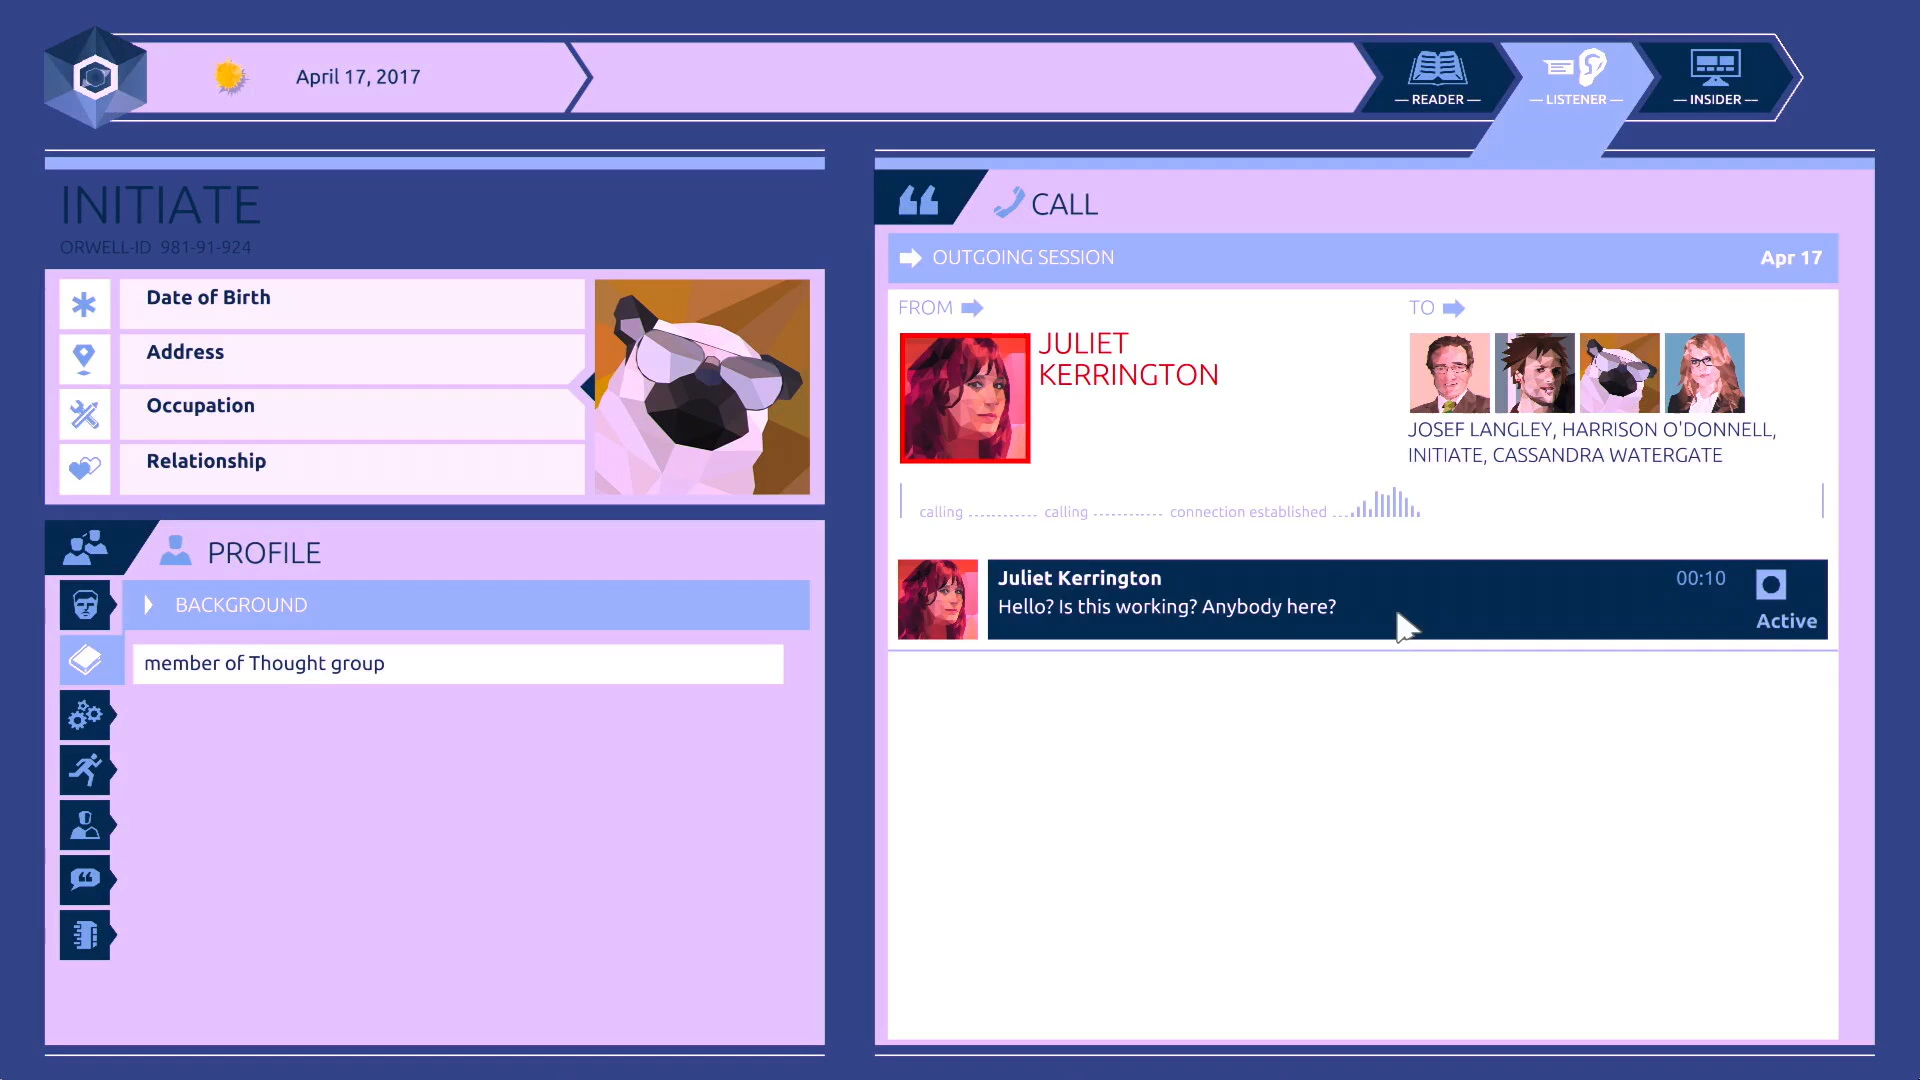 April 17, 2017
— READER —
— LISTENER —
— INSIDER —
INITIATE
ORWELL-ID 981-91-924
Date of Birth
Address
Occupation
Relationship
PROFILE
BACKGROUND
member of Thought group
CALL
OUTGOING SESSION
Apr 17
FROM
TO
JULIET
KERRINGTON
JOSEF LANGLEY, HARRISON O'DONNELL,
INITIATE, CASSANDRA WATERGATE
calling ........... calling ........... connection established ...
Juliet Kerrington
00:10
Hello? Is this working? Anybody here?
Active